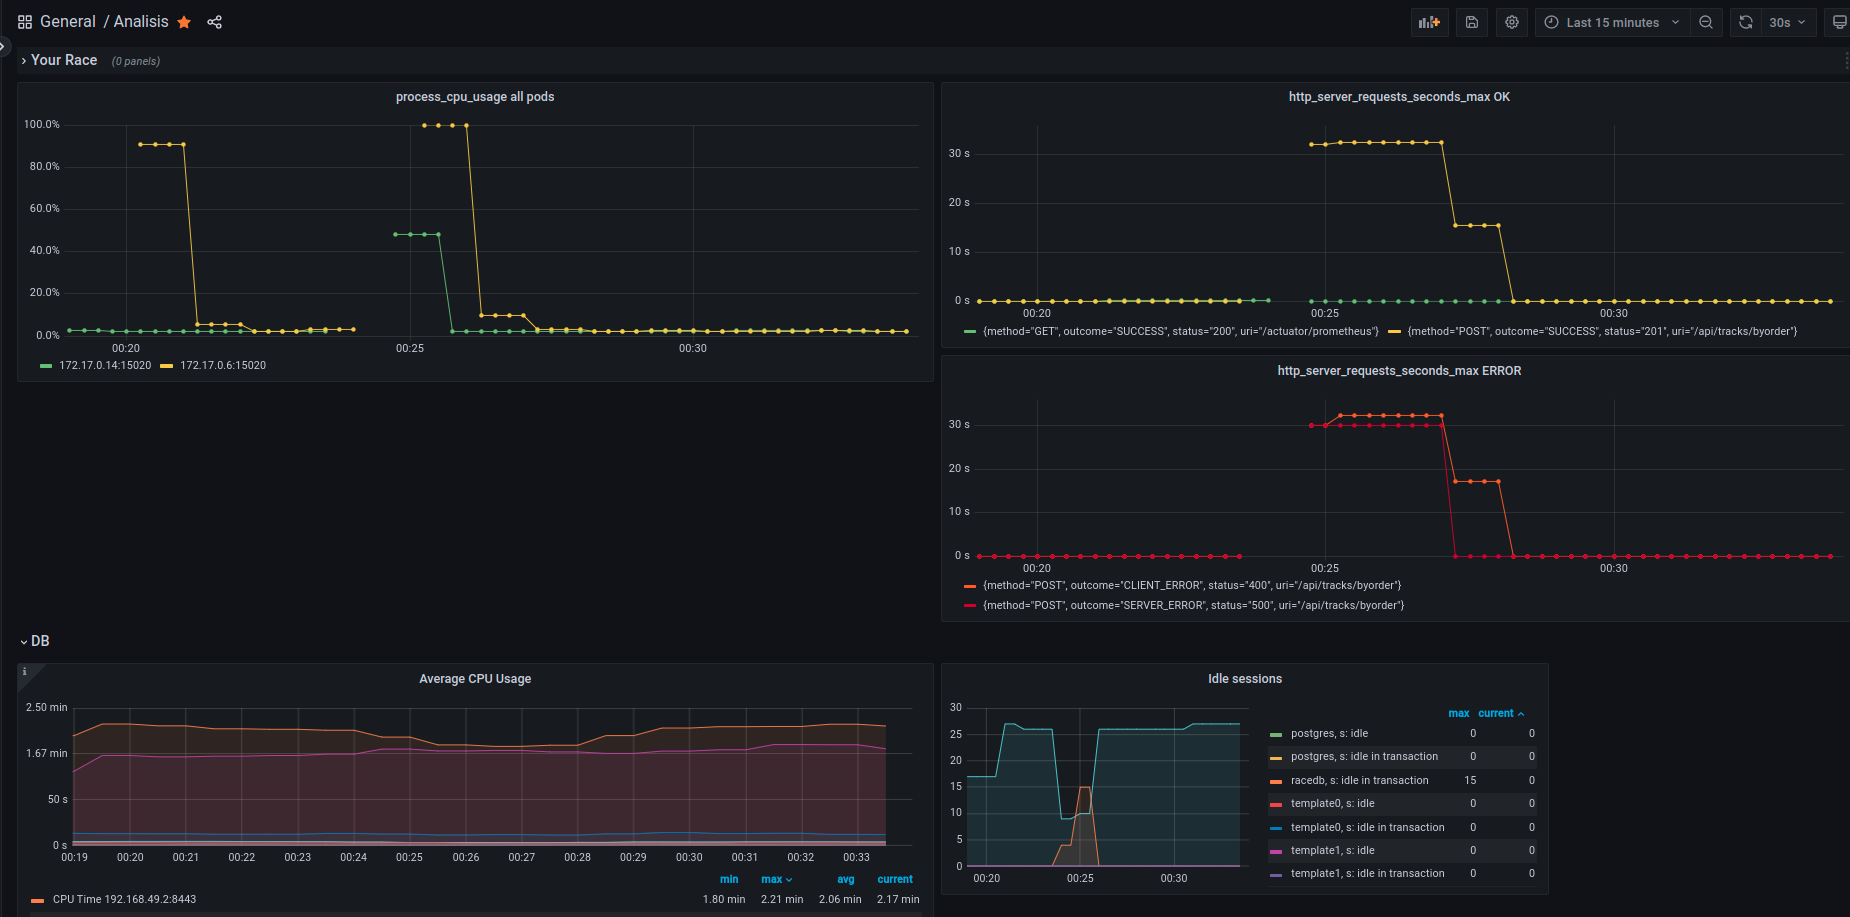 General / Analisis
Last 15 minutes
30s
Your Race (0 panels)
process_cpu_usage all pods
100.0%
80.0%
60.0%
40.0%
20.0%
0.0%
00:20 00:25 00:30
172.17.0.14:15020 172.17.0.6:15020
http_server_requests_seconds_max OK
30 s
20 s
10 s
0 s
00:20 00:25 00:30
{method="GET", outcome="SUCCESS", status="200", uri="/actuator/prometheus"} {method="POST", outcome="SUCCESS", status="201", uri="/api/tracks/byorder"}
http_server_requests_seconds_max ERROR
30 s
20 s
10 s
0 s
00:20 00:25 00:30
{method="POST", outcome="CLIENT_ERROR", status="400", uri="/api/tracks/byorder"}
{method="POST", outcome="SERVER_ERROR", status="500", uri="/api/tracks/byorder"}
DB
i
Average CPU Usage
2.50 min
1.67 min
50 s
0 s
00:19 00:20 00:21 00:22 00:23 00:24 00:25 00:26 00:27 00:28 00:29 00:30 00:31 00:32 00:33
min max avg current
CPU Time 192.168.49.2:8443 1.80 min 2.21 min 2.06 min 2.17 min
Idle sessions
30
25
20
15
10
5
0
00:20 00:25 00:30
max current
postgres, s: idle 0 0
postgres, s: idle in transaction 0 0
racedb, s: idle in transaction 15 0
template0, s: idle 0 0
template0, s: idle in transaction 0 0
template1, s: idle 0 0
template1, s: idle in transaction 0 0